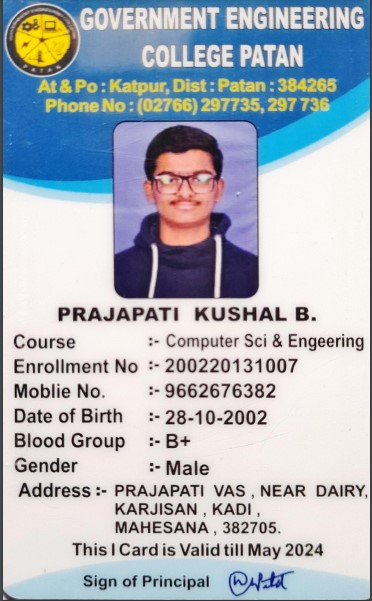 GOVERNMENT ENGINEERING
COLLEGE PATAN
At & Po : Katpur, Dist : Patan : 384265
Phone No : (02766) 297735, 297 736
PATAN
PRAJAPATI KUSHAL B.
Course :- Computer Sci & Engeering
Enrollment No :- 200220131007
Moblie No. :- 9662676382
Date of Birth :- 28-10-2002
Blood Group :- B+
Gender :- Male
Address :- PRAJAPATI VAS , NEAR DAIRY,
KARJISAN , KADI ,
MAHESANA , 382705.
This I Card is Valid till May 2024
Sign of Principal